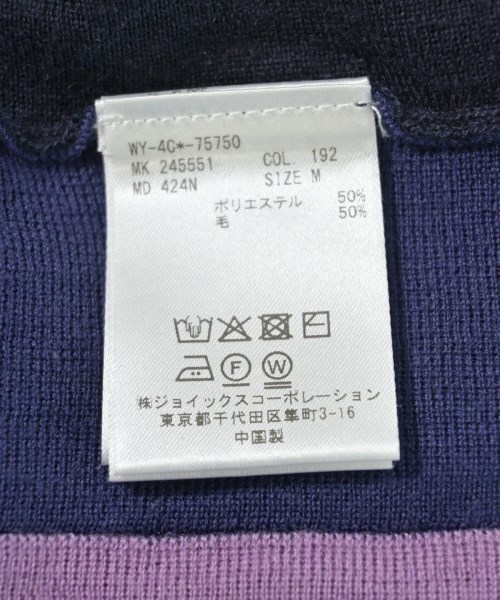 WY-4C*-75750
MK 245551 COL. 192
MD 424N SIZE M
ポリエステル 50%
毛 50%
F W
㈱ジョイックスコーポレーション
東京都千代田区隼町3-16
中国製